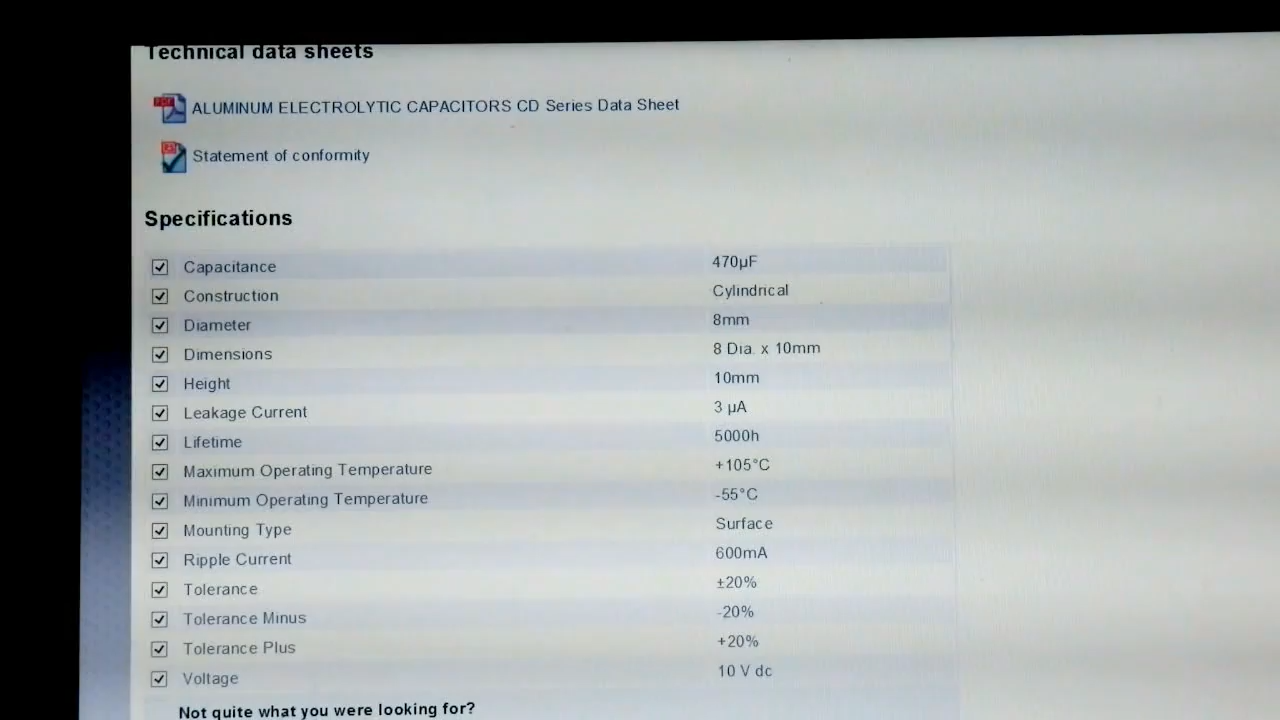 Technical data sheets
ALUMINUM ELECTROLYTIC CAPACITORS CD Series Data Sheet
Statement of conformity
Specifications
Capacitance 470µF
Construction Cylindrical
Diameter 8mm
Dimensions 8 Dia. x 10mm
Height 10mm
Leakage Current 3 µA
Lifetime 5000h
Maximum Operating Temperature +105°C
Minimum Operating Temperature -55°C
Mounting Type Surface
Ripple Current 600mA
Tolerance ±20%
Tolerance Minus -20%
Tolerance Plus +20%
Voltage 10 V dc
Not quite what you were looking for?